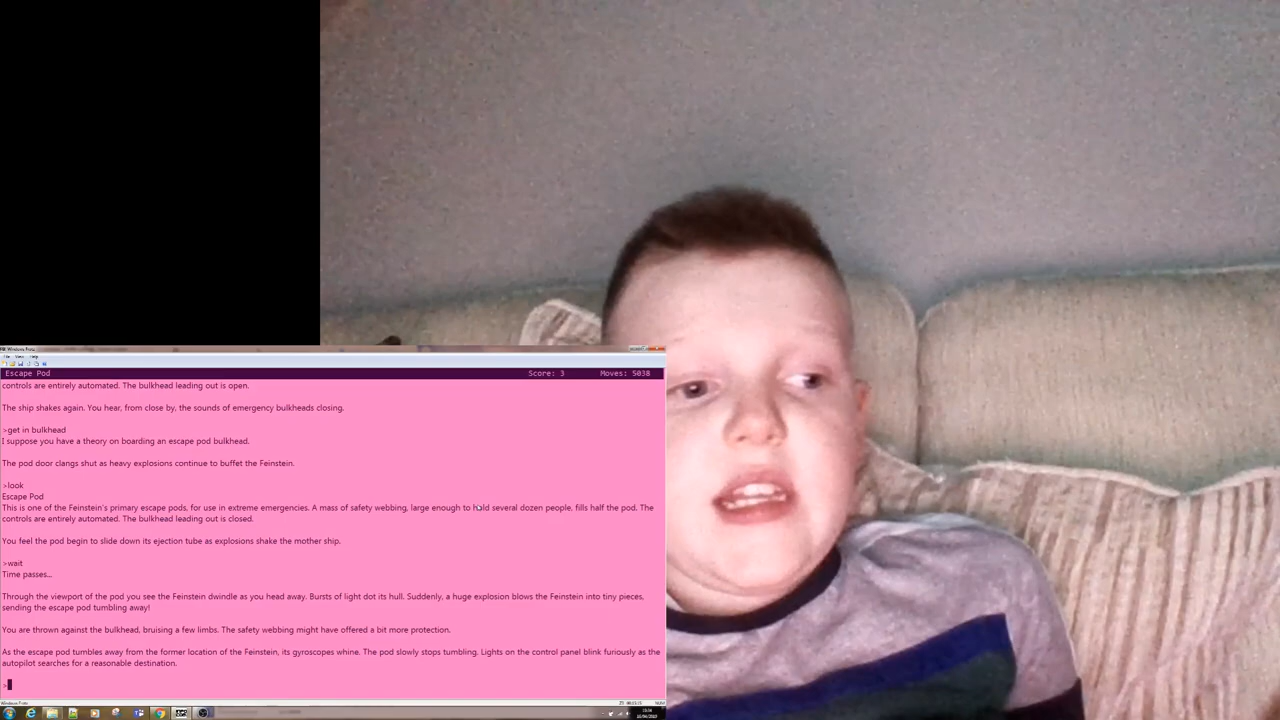 Windows Frotz
File View Help
Escape Pod Score: 3 Moves: 5038
controls are entirely automated. The bulkhead leading out is open.
The ship shakes again. You hear, from close by, the sounds of emergency bulkheads closing.
>get in bulkhead
I suppose you have a theory on boarding an escape pod bulkhead.
The pod door clangs shut as heavy explosions continue to buffet the Feinstein.
>look
Escape Pod
This is one of the Feinstein's primary escape pods, for use in extreme emergencies. A mass of safety webbing, large enough to hold several dozen people, fills half the pod. The
controls are entirely automated. The bulkhead leading out is closed.
You feel the pod begin to slide down its ejection tube as explosions shake the mother ship.
>wait
Time passes...
Through the viewport of the pod you see the Feinstein dwindle as you head away. Bursts of light dot its hull. Suddenly, a huge explosion blows the Feinstein into tiny pieces,
sending the escape pod tumbling away!
You are thrown against the bulkhead, bruising a few limbs. The safety webbing might have offered a bit more protection.
As the escape pod tumbles away from the former location of the Feinstein, its gyroscopes whine. The pod slowly stops tumbling. Lights on the control panel blink furiously as the
autopilot searches for a reasonable destination.
>
Windows Frotz